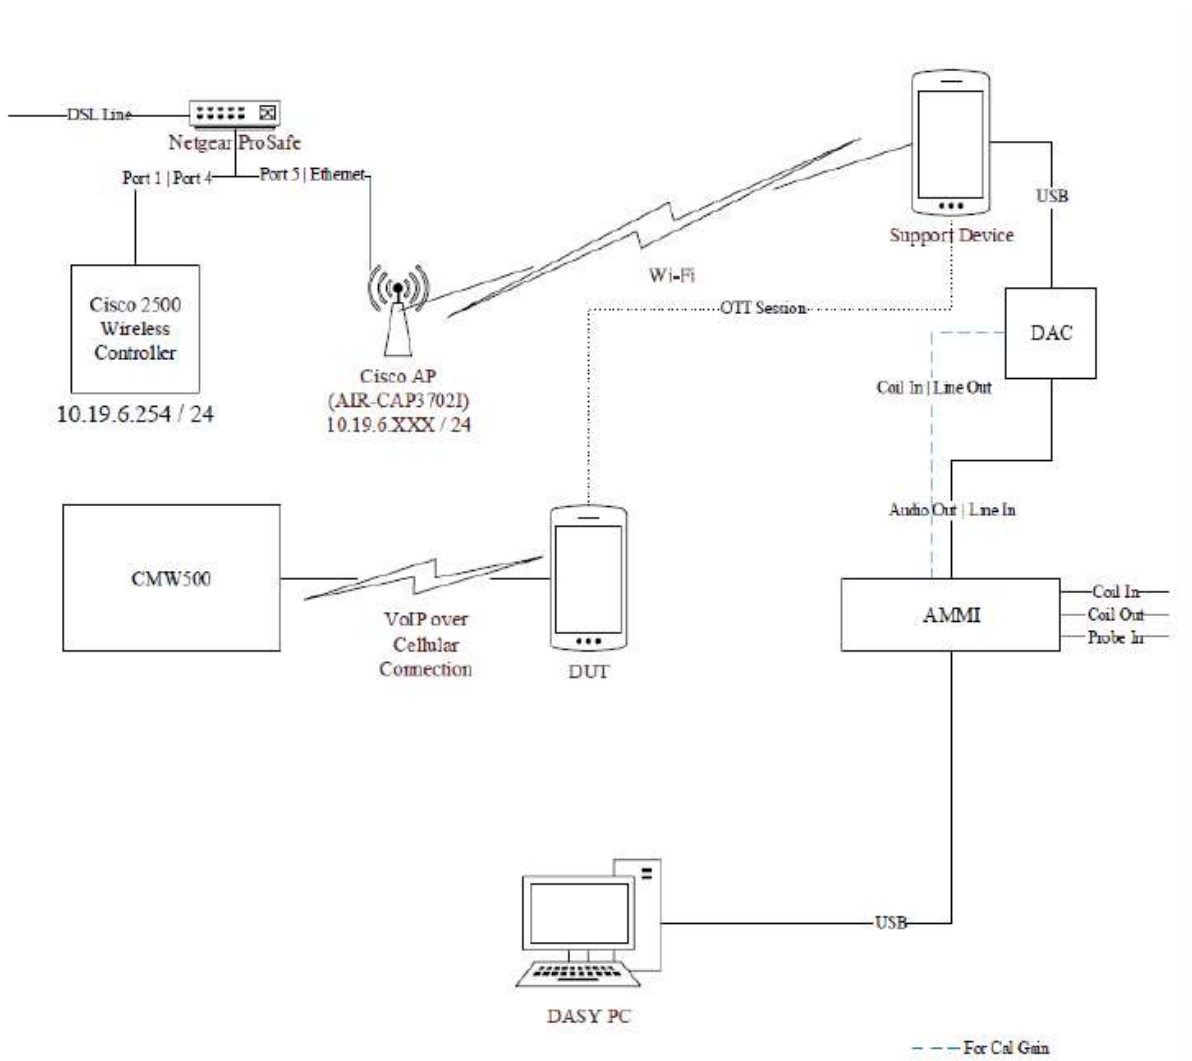 DSL Line
Netgear ProSafe
Port 1 | Port 4
Port 5 | Ethernet
USB
Support Device
Wi-Fi
Cisco 2500
Wireless
Controller
10.19.6.254 / 24
OTT Session
DAC
Cisco AP
(AIR-CAP3702I)
10.19.6.XXX / 24
Coil In | Line Out
Audio Out | Line In
CMW500
VoIP over
Cellular
Connection
DUT
AMMI
Coil In
Coil Out
Probe In
USB
DASY PC
For Cal Gain